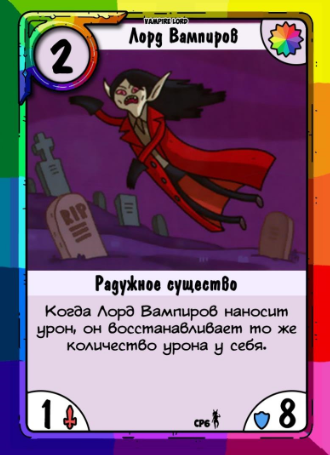 VAMPIRE LORD
2
Лорд Вампиров
RIP
Радужное существо
Когда Лорд Вампиров наносит
урон, он восстанавливает то же
количество урона у себя.
1
CP6
8